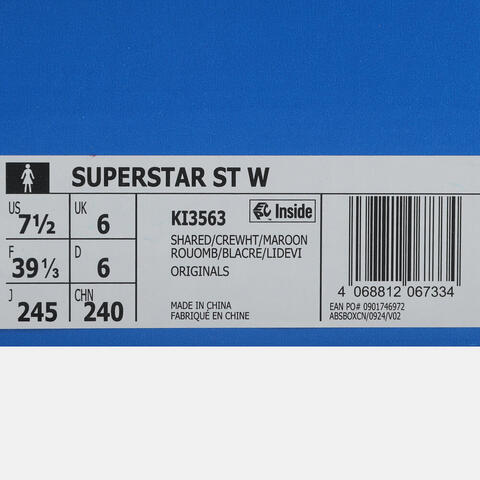 SUPERSTAR ST W
US 7½ UK 6
F 39⅓ D 6
J 245 CHN 240
KI3563 Inside
SHARED/CREWHT/MAROON
ROUOMB/BLACRE/LIDEVI
ORIGINALS
MADE IN CHINA
FABRIQUÉ EN CHINE
4 068812 067334
EAN PO# 0901746972
ABSBOXCN/0924/V02